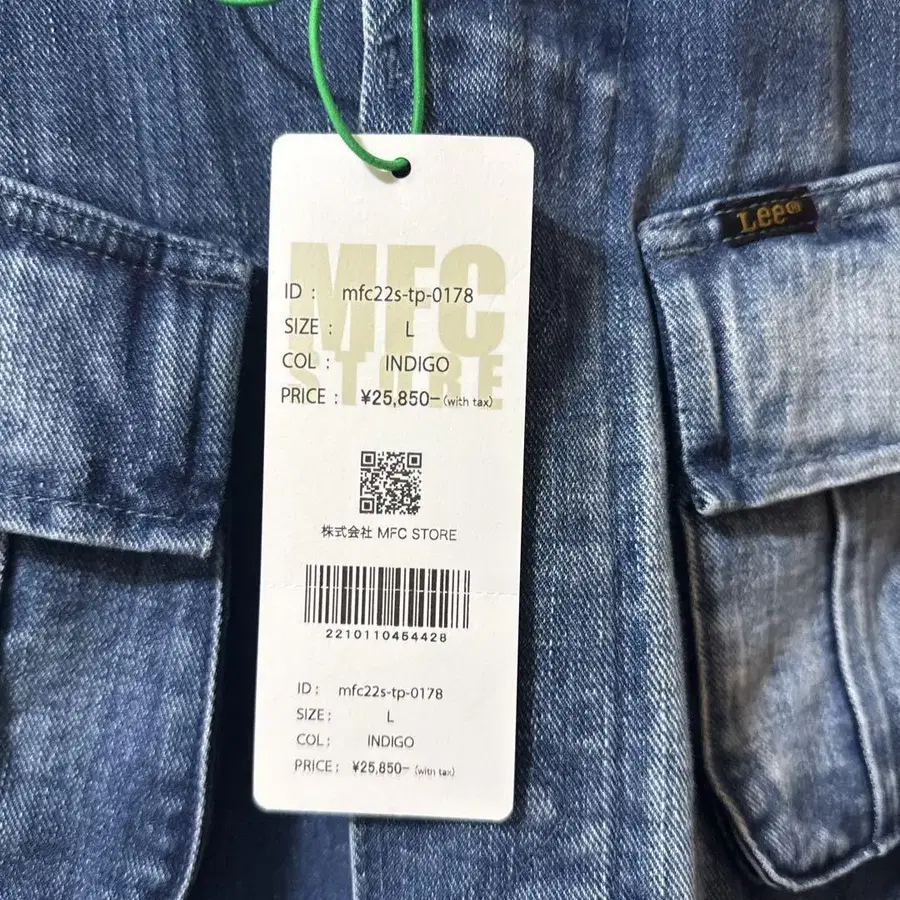 Lee®
MFC
STORE
ID : mfc22s-tp-0178
SIZE : L
COL : INDIGO
PRICE : ¥25,850- (with tax)
株式会社 MFC STORE
2210110454428
ID : mfc22s-tp-0178
SIZE : L
COL : INDIGO
PRICE : ¥25,850- (with tax)